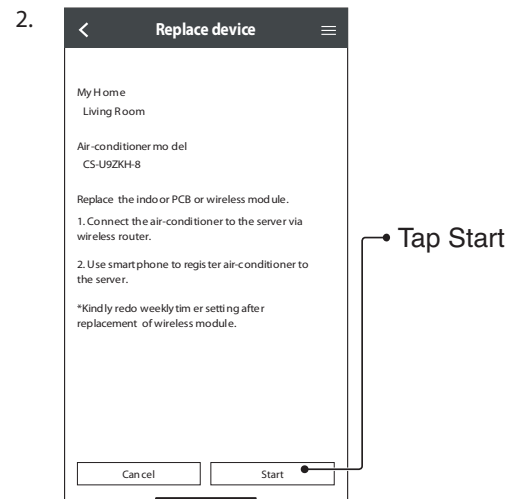 2.
Replace device
My Home
Living Room
Air-conditioner model
CS-U9ZKH-8
Replace the indoor PCB or wireless module.
1. Connect the air-conditioner to the server via
wireless router.
2. Use smartphone to register air-conditioner to
the server.
*Kindly redo weekly timer setting after
replacement of wireless module.
Cancel
Start
Tap Start